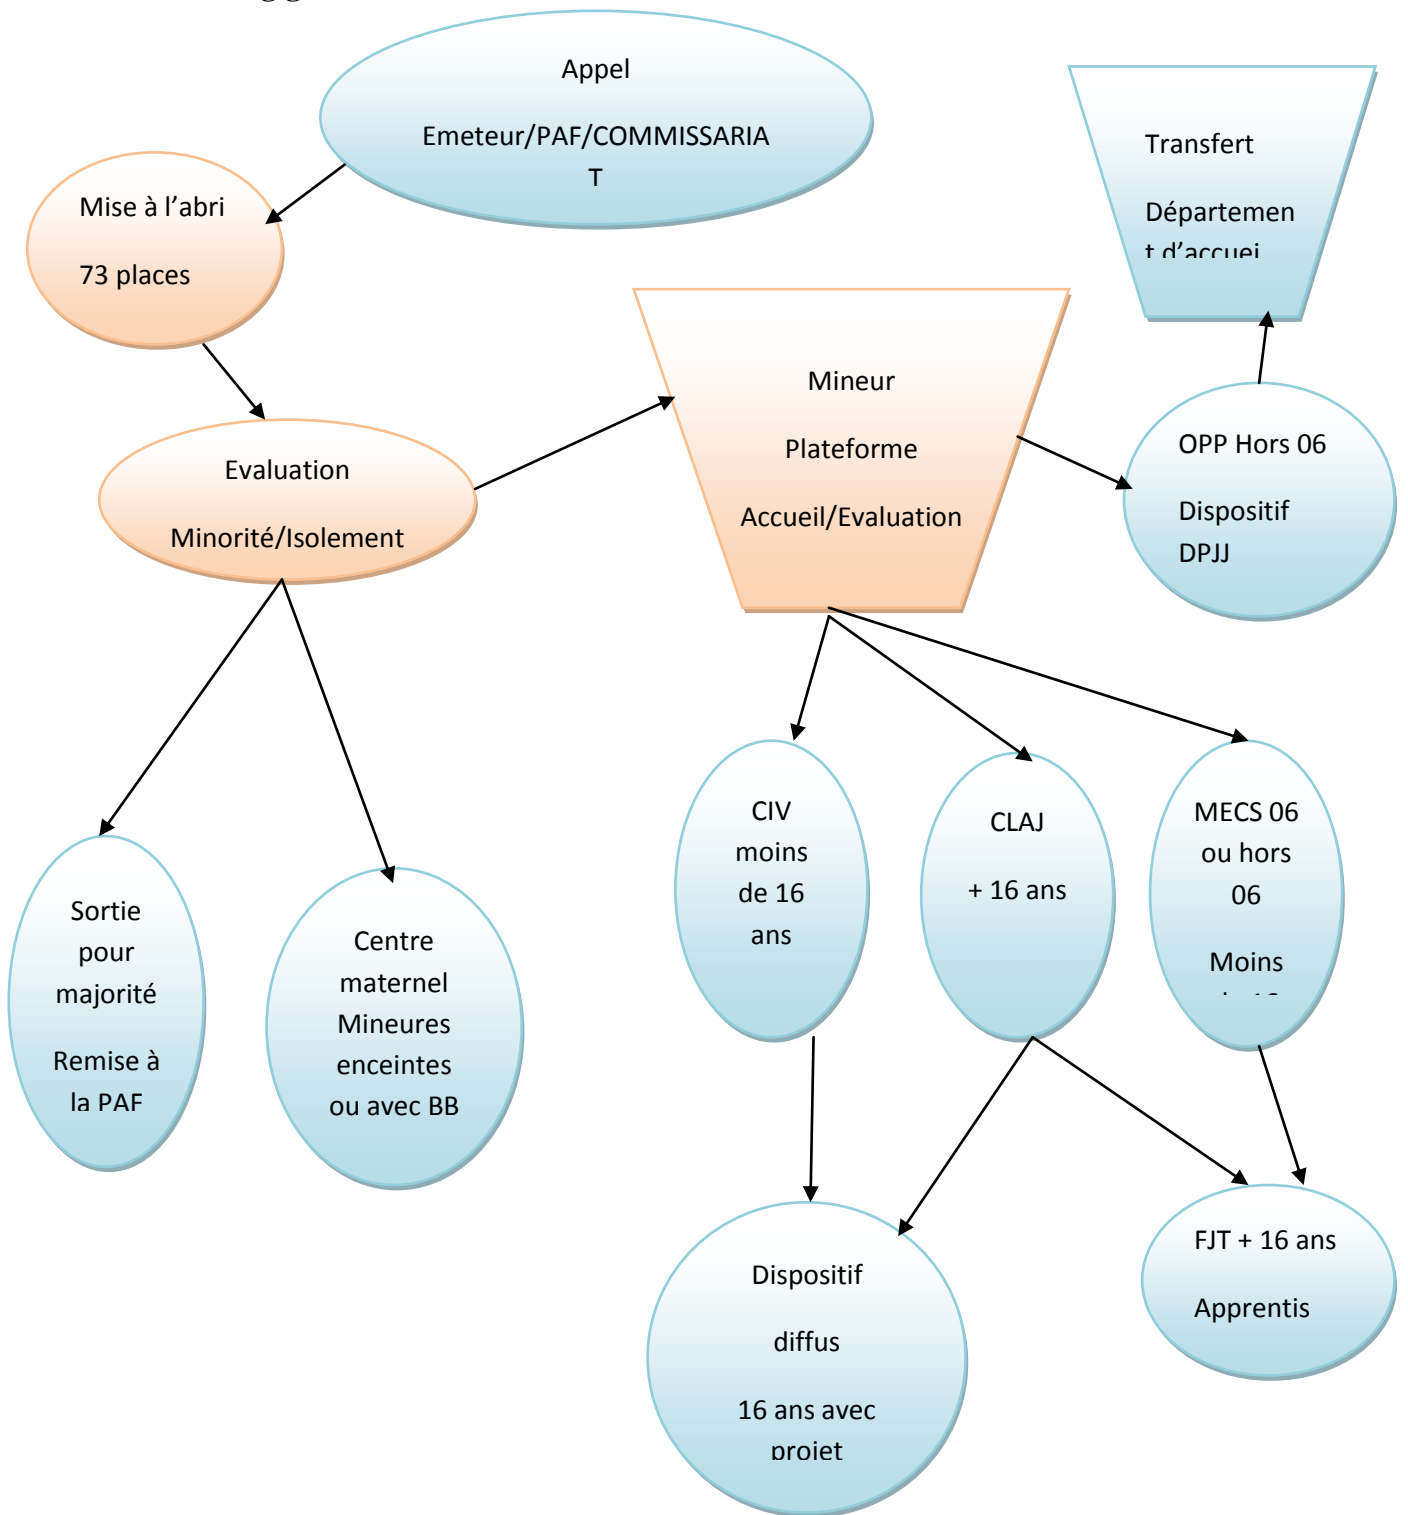 Appel
Emeteur/PAF/COMMISSARIA
T
Mise à l’abri
73 places
Transfert
Départemen
t d’accuei
Evaluation
Minorité/Isolement
Mineur
Plateforme
Accueil/Evaluation
OPP Hors 06
Dispositif
DPJJ
Sortie
pour
majorité
Remise à
la PAF
Centre
maternel
Mineures
enceintes
ou avec BB
CIV
moins
de 16
ans
CLAJ
+ 16 ans
MECS 06
ou hors
06
Moins
Dispositif
diffus
16 ans avec
projet
FJT + 16 ans
Apprentis